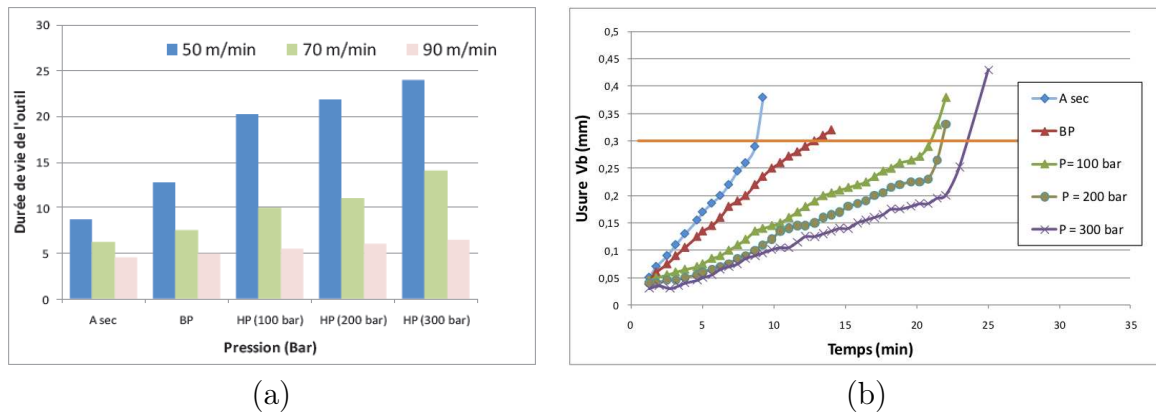 30
25
20
15
10
5
0
Durée de vie de l'outil
50 m/min
70 m/min
90 m/min
A sec
BP
HP (100 bar)
HP (200 bar)
HP (300 bar)
Pression (Bar)
(a)
0,5
0,45
0,4
0,35
0,3
0,25
0,2
0,15
0,1
0,05
0
Usure Vb (mm)
0
5
10
15
20
25
30
35
Temps (min)
A sec
BP
P= 100 bar
P = 200 bar
P = 300 bar
(b)